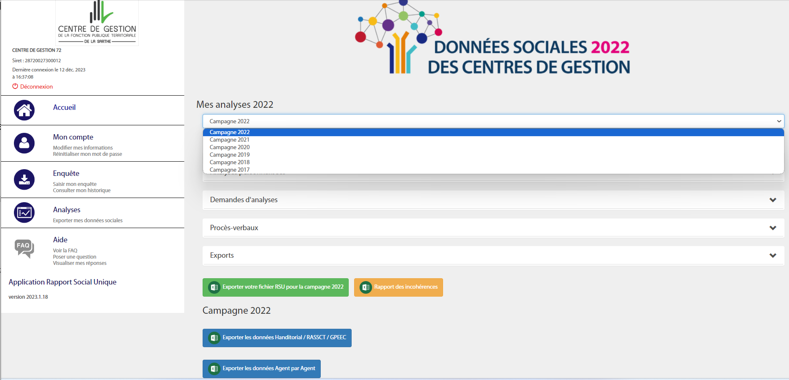 CENTRE DE GESTION
DE LA FONCTION PUBLIQUE TERRITORIALE
DE LA SARTHE
CENTRE DE GESTION 72
Siret : 28720027300012
Dernière connexion le 12 déc. 2023
à 16:37:08
Déconnexion
Accueil
Mon compte
Modifier mes informations
Réinitialiser mon mot de passe
Enquête
Saisir mon enquête
Consulter mon historique
Analyses
Exporter mes données sociales
FAQ
Aide
Voir la FAQ
Poser une question
Visualiser mes réponses
Application Rapport Social Unique
version 2023.1.18
DONNÉES SOCIALES 2022
DES CENTRES DE GESTION
Mes analyses 2022
Campagne 2022
Campagne 2022
Campagne 2021
Campagne 2020
Campagne 2019
Campagne 2018
Campagne 2017
Demandes d'analyses
Procès-verbaux
Exports
Exporter votre fichier RSU pour la campagne 2022
Rapport des incohérences
Campagne 2022
Exporter les données Handitorial / RASSCT / GPEEC
Exporter les données Agent par Agent